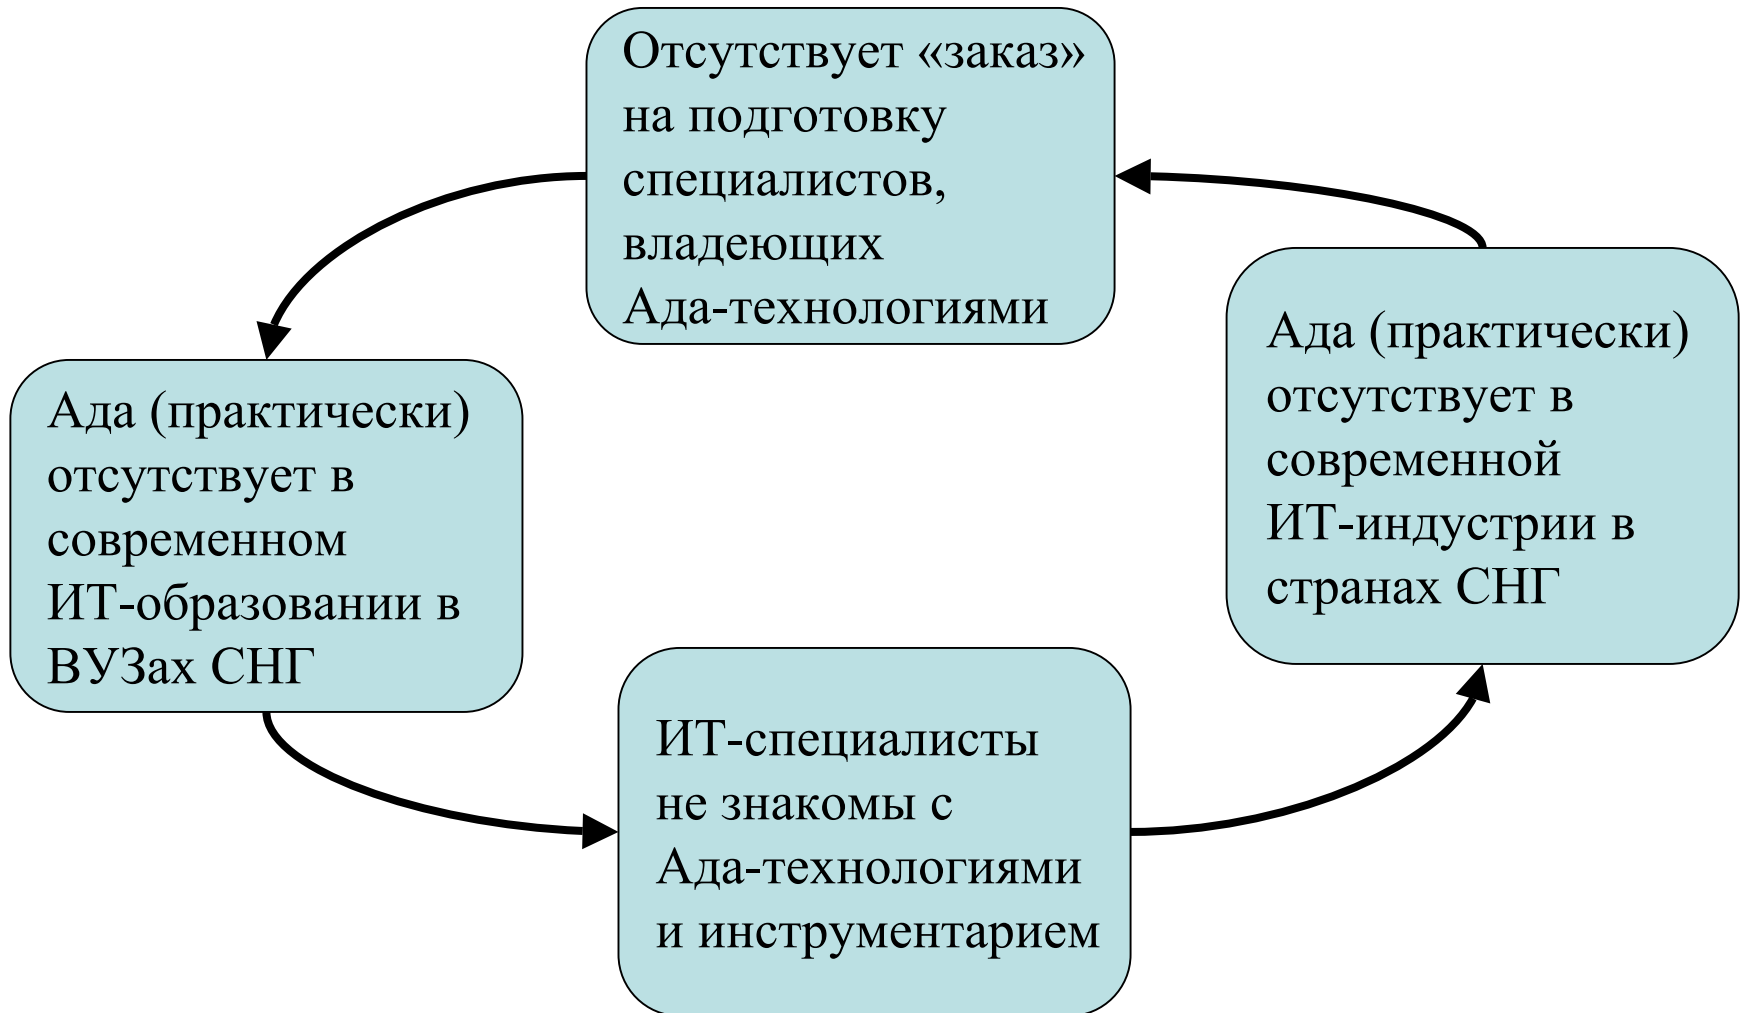 Отсутствует «заказ»
на подготовку
специалистов,
владеющих
Ада-технологиями
Ада (практически)
отсутствует в
современном
ИТ-образовании в
ВУЗах СНГ
ИТ-специалисты
не знакомы с
Ада-технологиями
и инструментарием
Ада (практически)
отсутствует в
современной
ИТ-индустрии в
странах СНГ